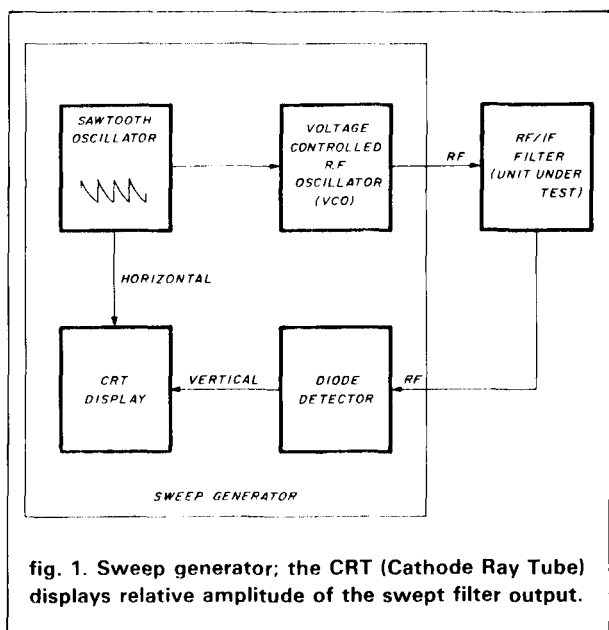 SAWTOOTH
OSCILLATOR
VOLTAGE
CONTROLLED
R.F
OSCILLATOR
(VCO)
RF
RF/IF
FILTER
(UNIT UNDER
TEST)
HORIZONTAL
CRT
DISPLAY
VERTICAL
DIODE
DETECTOR
RF
SWEEP GENERATOR
fig. 1. Sweep generator; the CRT (Cathode Ray Tube)
displays relative amplitude of the swept filter output.